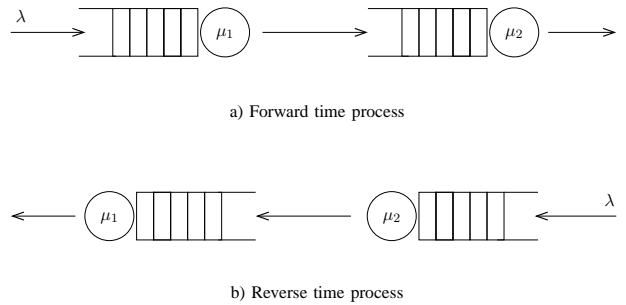 λ
μ1
μ2
a) Forward time process
μ1
μ2
λ
b) Reverse time process